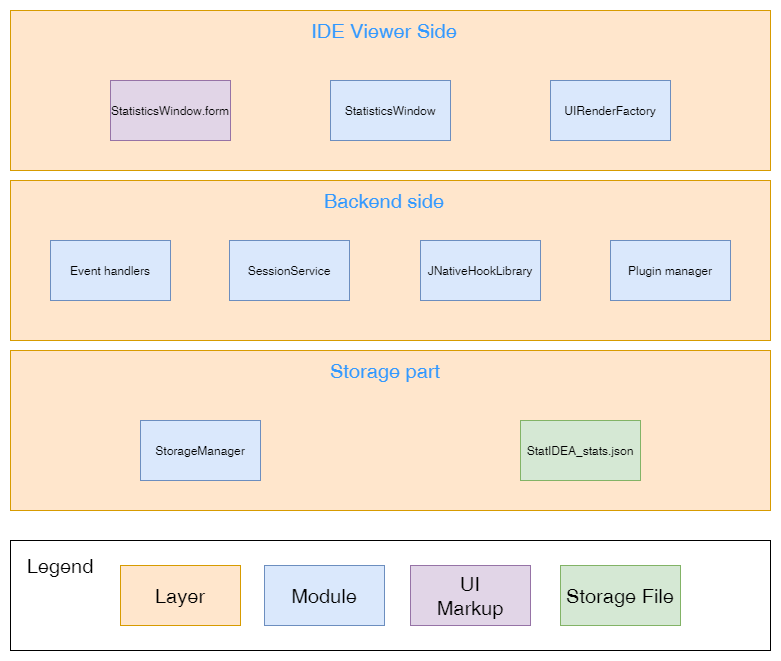 IDE Viewer Side
StatisticsWindow.form
StatisticsWindow
UIRenderFactory
Backend side
Event handlers
SessionService
JNativeHookLibrary
Plugin manager
Storage part
StorageManager
StatIDEA_stats.json
Legend
Layer
Module
UI
Markup
Storage File